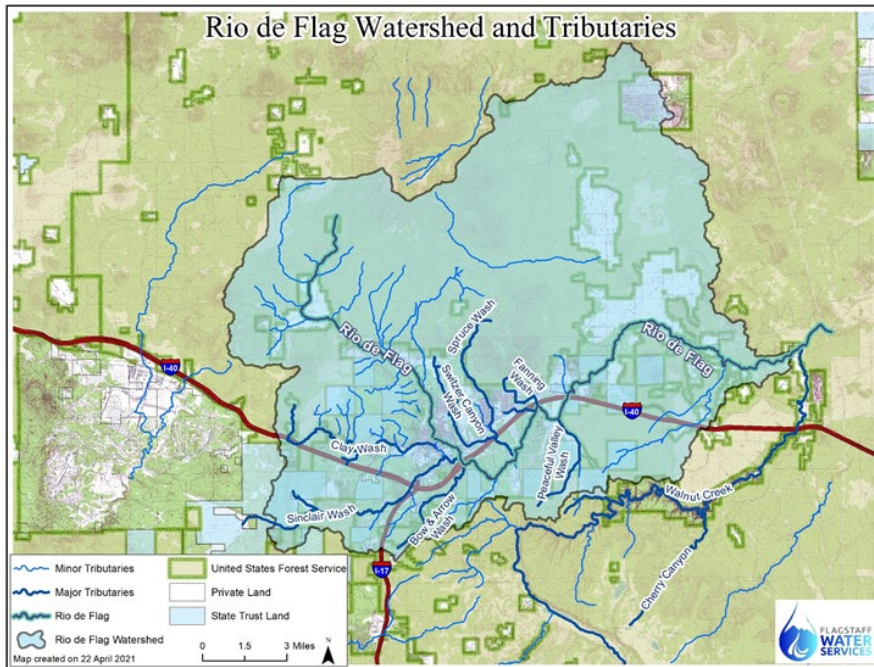 Rio de Flag Watershed and Tributaries
Spruce Wash
Rio de Flag
Rio de Flag
Switzer Canyon
Wash
Fanning
Wash
I-40
I-40
Clay Wash
Peaceful Valley
Wash
Walnut Creek
Sinclair Wash
Bow & Arrow
Wash
Cherry Canyon
I-17
Minor Tributaries
Major Tributaries
Rio de Flag
Rio de Flag Watershed
United States Forest Service
Private Land
State Trust Land
0 1.5 3 Miles
N
Map created on 22 April 2021
FLAGSTAFF
WATER
SERVICES